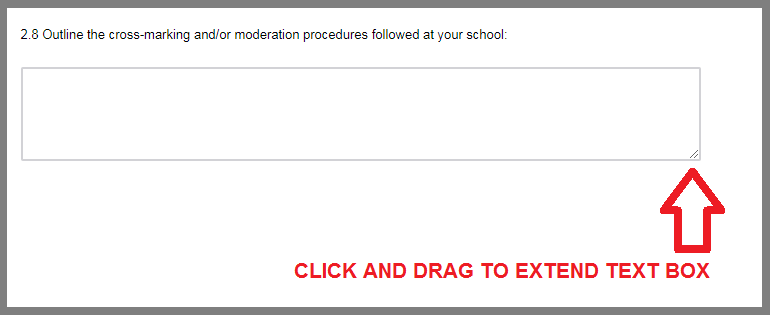 2.8 Outline the cross-marking and/or moderation procedures followed at your school:
CLICK AND DRAG TO EXTEND TEXT BOX